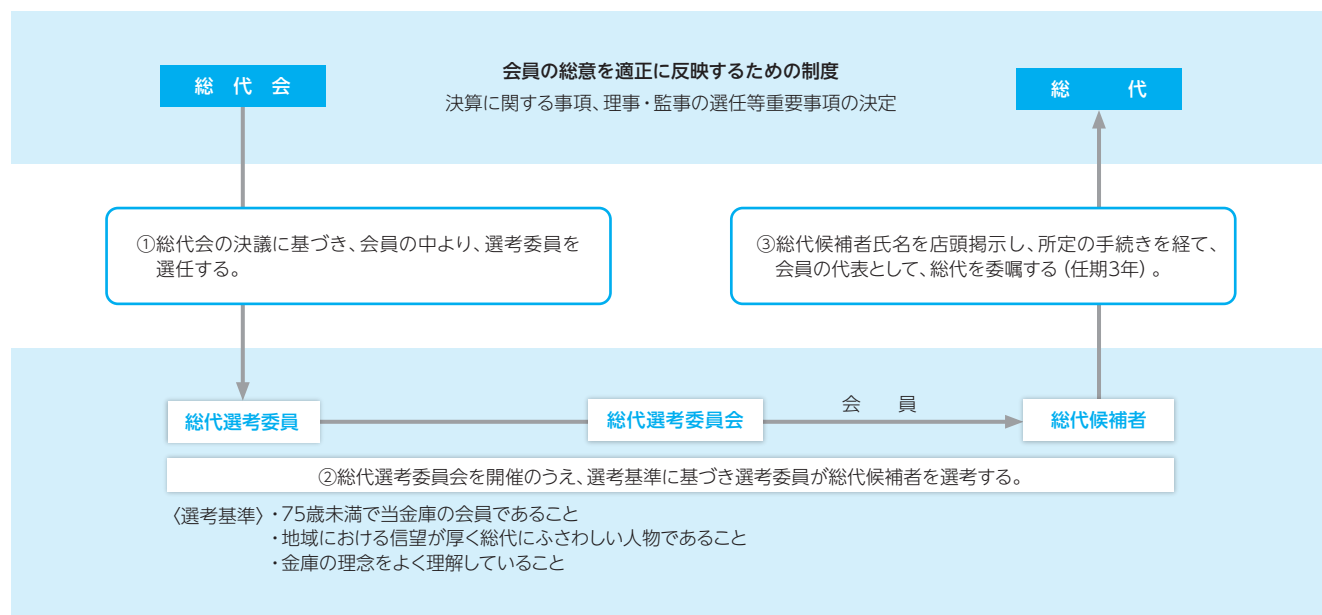 会員の総意を適正に反映するための制度
総代会
決算に関する事項、理事・監事の選任等重要事項の決定
総代
①総代会の決議に基づき、会員の中より、選考委員を
選任する。
③総代候補者氏名を店頭掲示し、所定の手続きを経て、
会員の代表として、総代を委嘱する（任期3年）。
総代選考委員
総代選考委員会
会員
総代候補者
②総代選考委員会を開催のうえ、選考基準に基づき選考委員が総代候補者を選考する。
〈選考基準〉・75歳未満で当金庫の会員であること
・地域における信望が厚く総代にふさわしい人物であること
・金庫の理念をよく理解していること